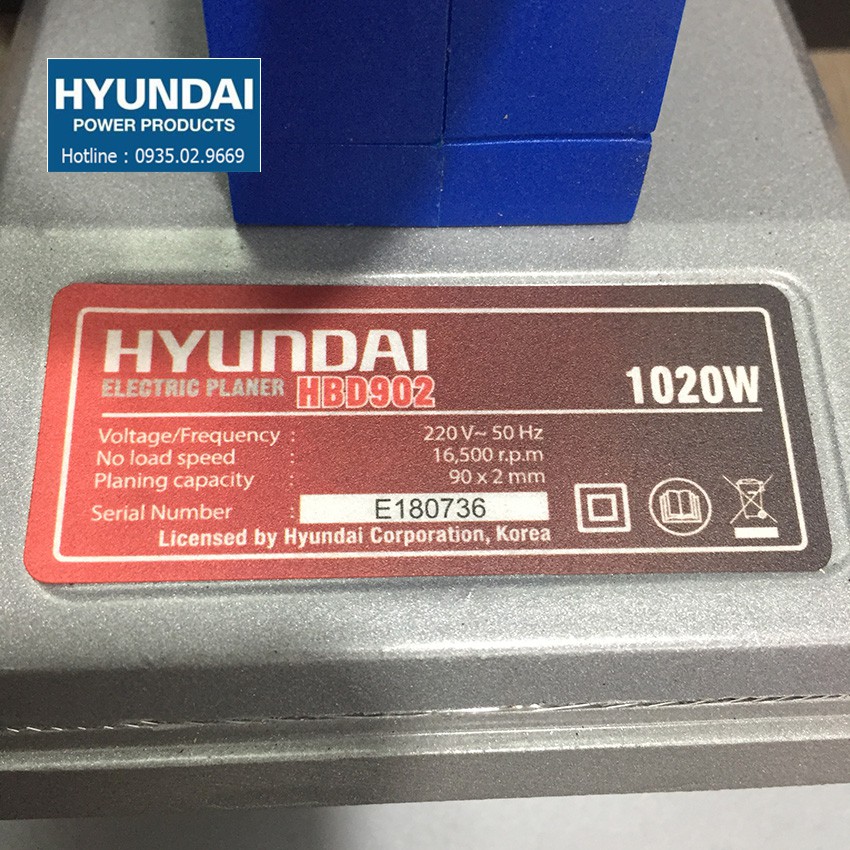 HYUNDAI
POWER PRODUCTS
Hotline : 0935.02.9669
HYUNDAI
ELECTRIC PLANER HBD902 1020W
Voltage/Frequency : 220 V~ 50 Hz
No load speed : 16,500 r.p.m
Planing capacity : 90 x 2 mm
Serial Number : E180736
Licensed by Hyundai Corporation, Korea